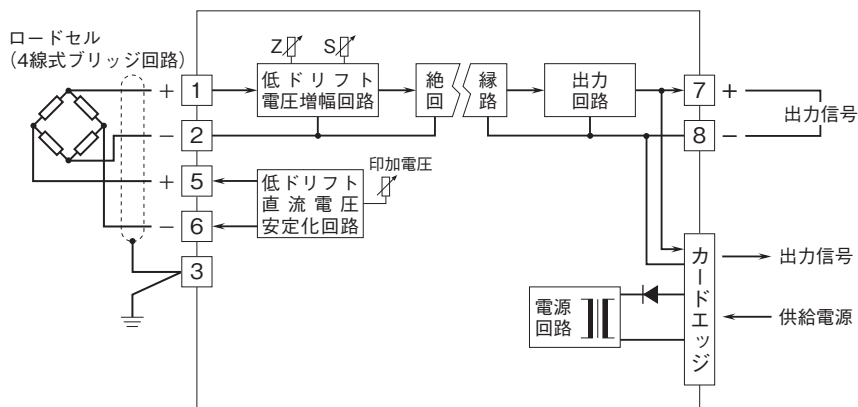 ロードセル
(4線式ブリッジ回路)
Z
S
+
1
低ドリフト
電圧増幅回路
絶
回
縁
路
出力
回路
7
+
−
2
8
−
出力信号
+
5
低ドリフト
直流電圧
安定化回路
印加電圧
−
6
3
カードエッジ
出力信号
電源
回路
供給電源